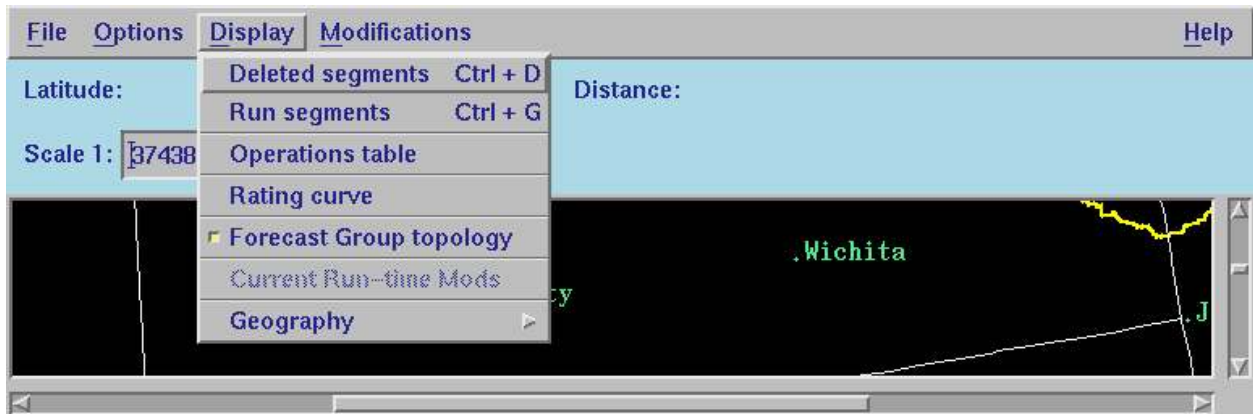 File Options Display Modifications Help
Deleted segments Ctrl + D
Latitude: Distance:
Run segments Ctrl + G
Scale 1: 37438 Operations table
Rating curve
Forecast Group topology
.Wichita
Current Run-time Mods
ty
Geography
.J